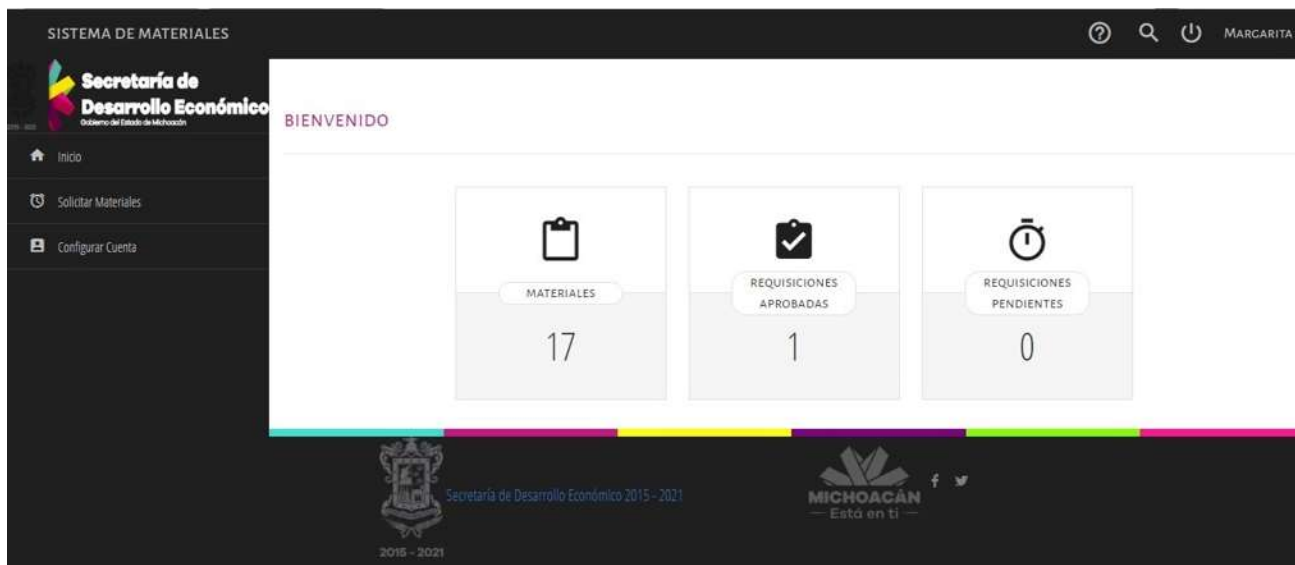 SISTEMA DE MATERIALES
MARGARITA
Secretaría de
Desarrollo Económico
Gobierno del Estado de Michoacán
2015 - 2021
BIENVENIDO
Inicio
Solicitar Materiales
Configurar Cuenta
MATERIALES
17
REQUISICIONES
APROBADAS
1
REQUISICIONES
PENDIENTES
0
Secretaría de Desarrollo Económico 2015 - 2021
2015 - 2021
MICHOACÁN
Está en ti